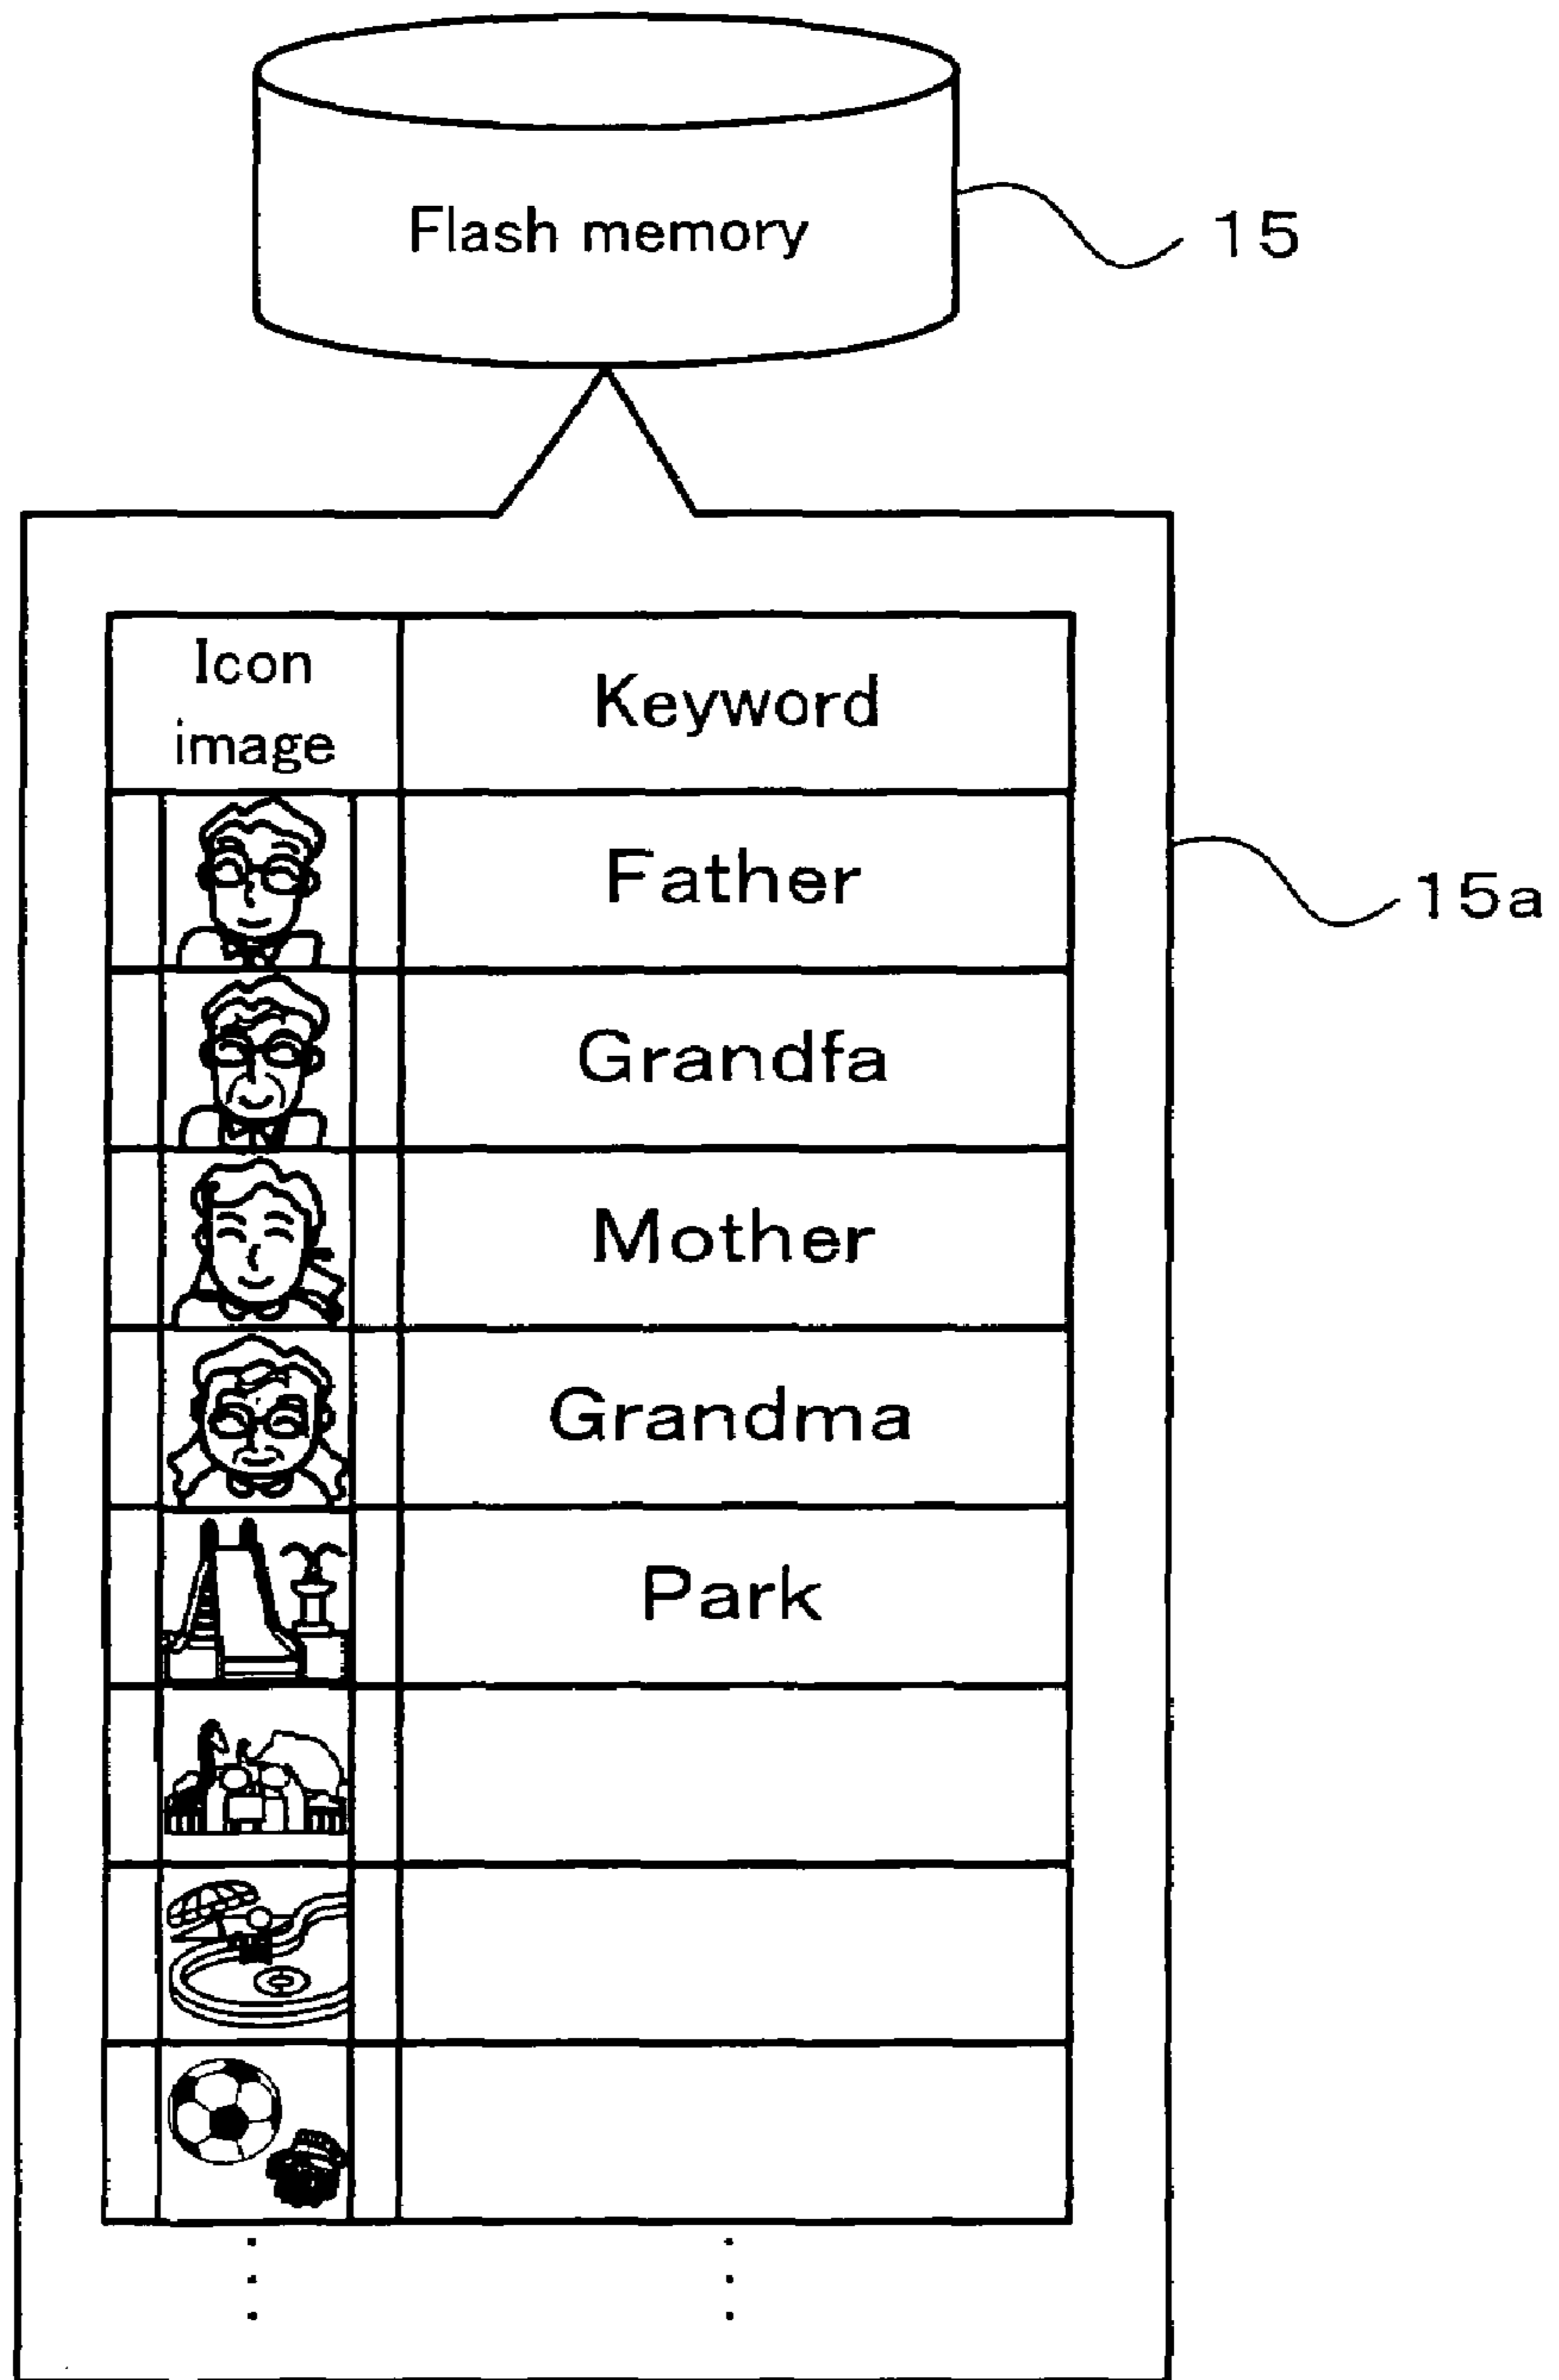 Flash memory
15
Icon
image
Keyword
Father
15a
Grandfa
Mother
Grandma
Park